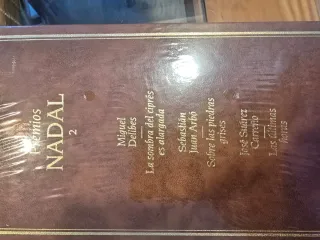 Premios
NADAL
2
Miguel
Delibes
La sombra del ciprés
es alargada
Sebastián
Juan Arbó
Sobre las piedras
grises
José Suárez
Carreño
Las últimas
horas